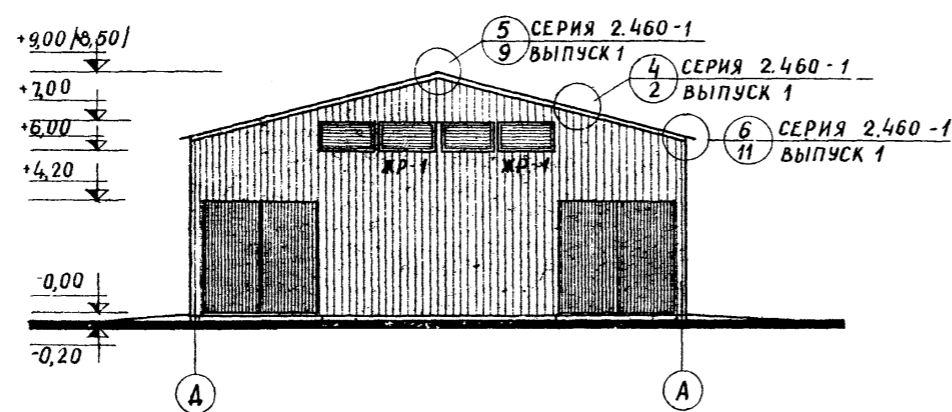 +9,00 /8,50/
+7,00
+6,00
+4,20
-0,00
-0,20
5 СЕРИЯ 2.460-1
9 ВЫПУСК 1
4 СЕРИЯ 2.460-1
2 ВЫПУСК 1
6 СЕРИЯ 2.460-1
11 ВЫПУСК 1
ЖР-1 ЖР-1
Д А